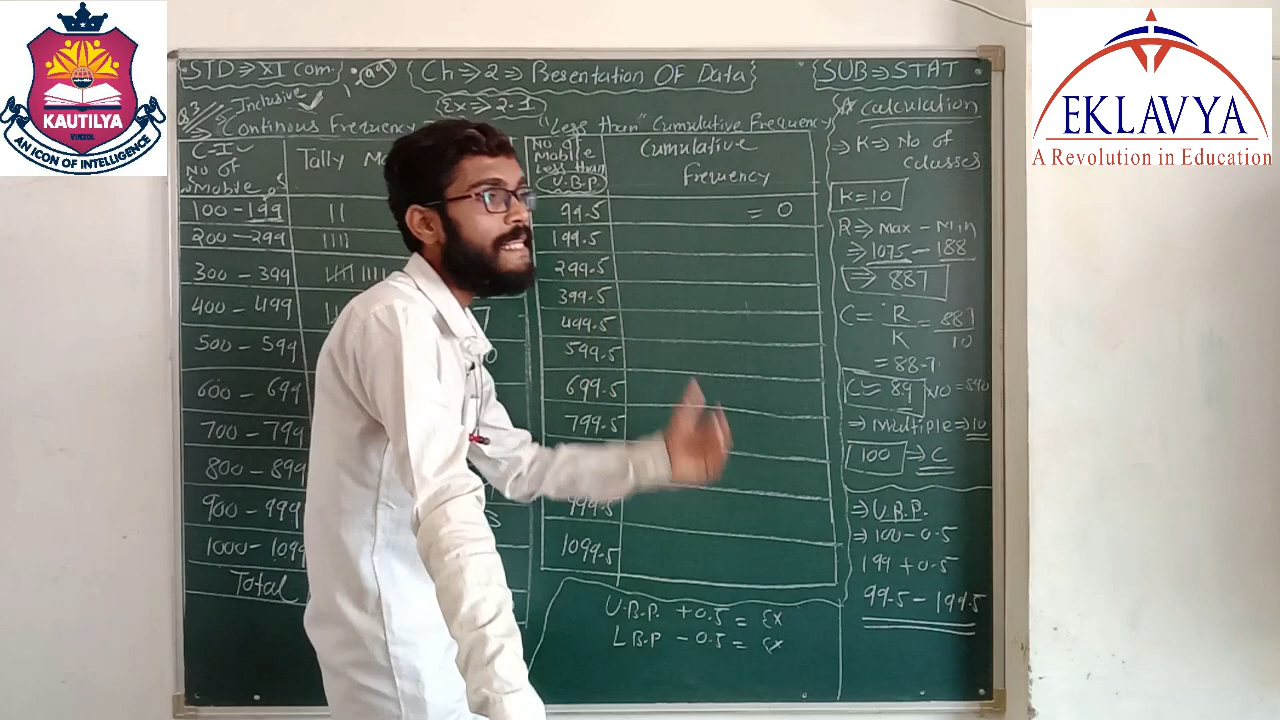 KAUTILYA
VINZOL
AN ICON OF INTELLIGENCE
EKLAVYA
A Revolution in Education
STD ⇒ XI Com.
Ch ⇒ 2 ⇒ Besentation OF Data
SUB ⇒ STAT
Inclusive ✓
Ex ⇒ 2.1
⇒ Continous Frequency
"Less than" Cumulative Frequency
C-I
No of
Mobile
Tally
100 - 199 ||
200 - 299 ||||
300 - 399
400 - 499
500 - 599
600 - 699
700 - 799
800 - 899
900 - 999
1000 - 1099
Total
No of
Mobile
Less than
U.B.P
Cumulative
Frequency
99.5 = 0
199.5
299.5
399.5
499.5
599.5
699.5
799.5
999.5
1099.5
U.B.P. + 0.5 = Ex
L B.P - 0.5 = Ex
Calculation
⇒ K ⇒ No of
classes
K = 10
R ⇒ Max - Min
⇒ 1075 - 188
⇒ 887
C = R/K = 887/10
= 88.7
C = 89 x10 = 890
⇒ Multiple ⇒ 10
100 ⇒ C
⇒ U.B.P.
⇒ 100 - 0.5
199 + 0.5
99.5 - 199.5